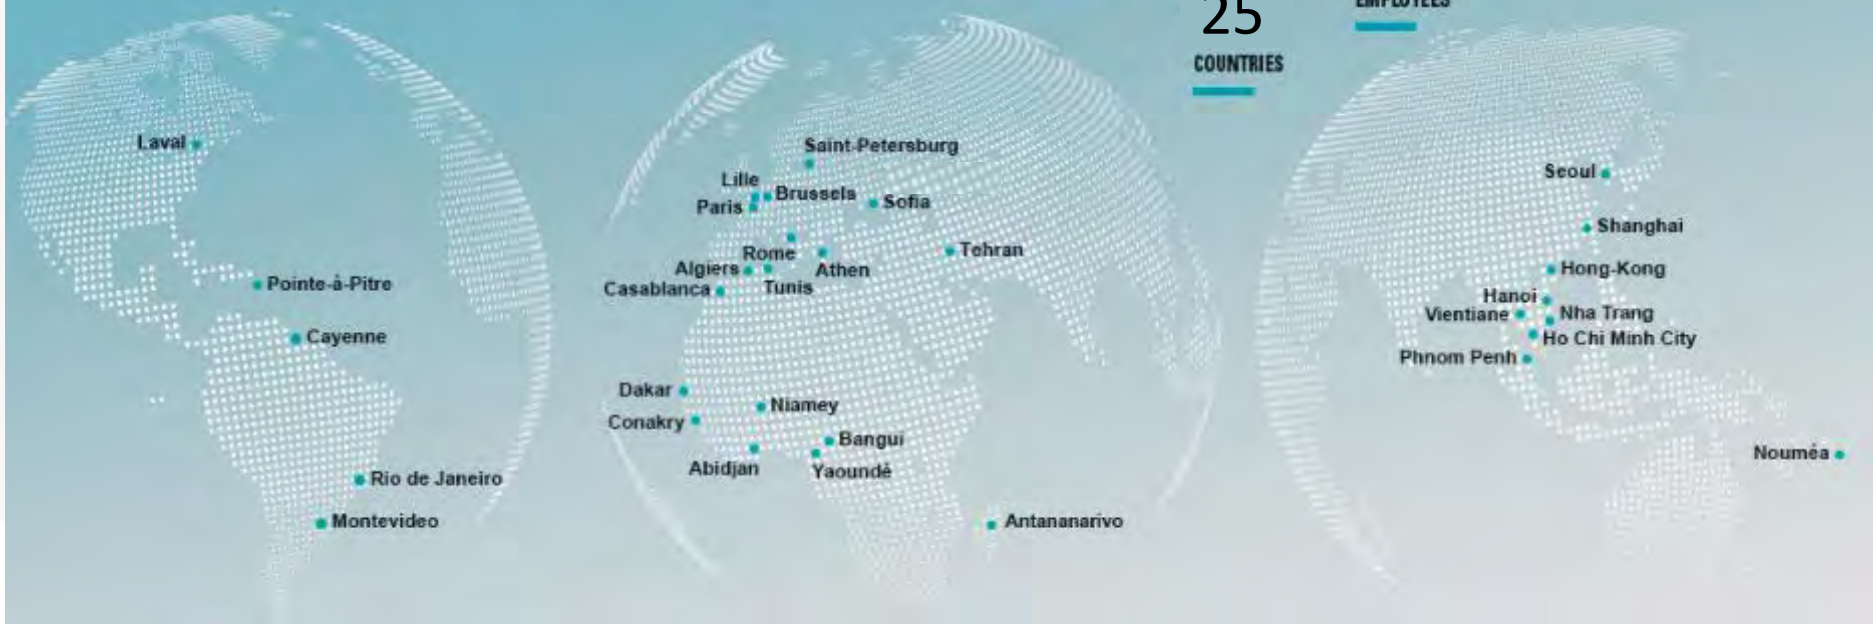 25
EMPLOYEES
COUNTRIES
Laval
Pointe-à-Pitre
Cayenne
Rio de Janeiro
Montevideo
Saint-Petersburg
Lille
Brussels
Paris
Sofia
Rome
Tehran
Algiers
Athen
Casablanca
Tunis
Dakar
Niamey
Conakry
Bangui
Abidjan
Yaoundé
Antananarivo
Seoul
Shanghai
Hong-Kong
Hanoi
Vientiane
Nha Trang
Ho Chi Minh City
Phnom Penh
Nouméa